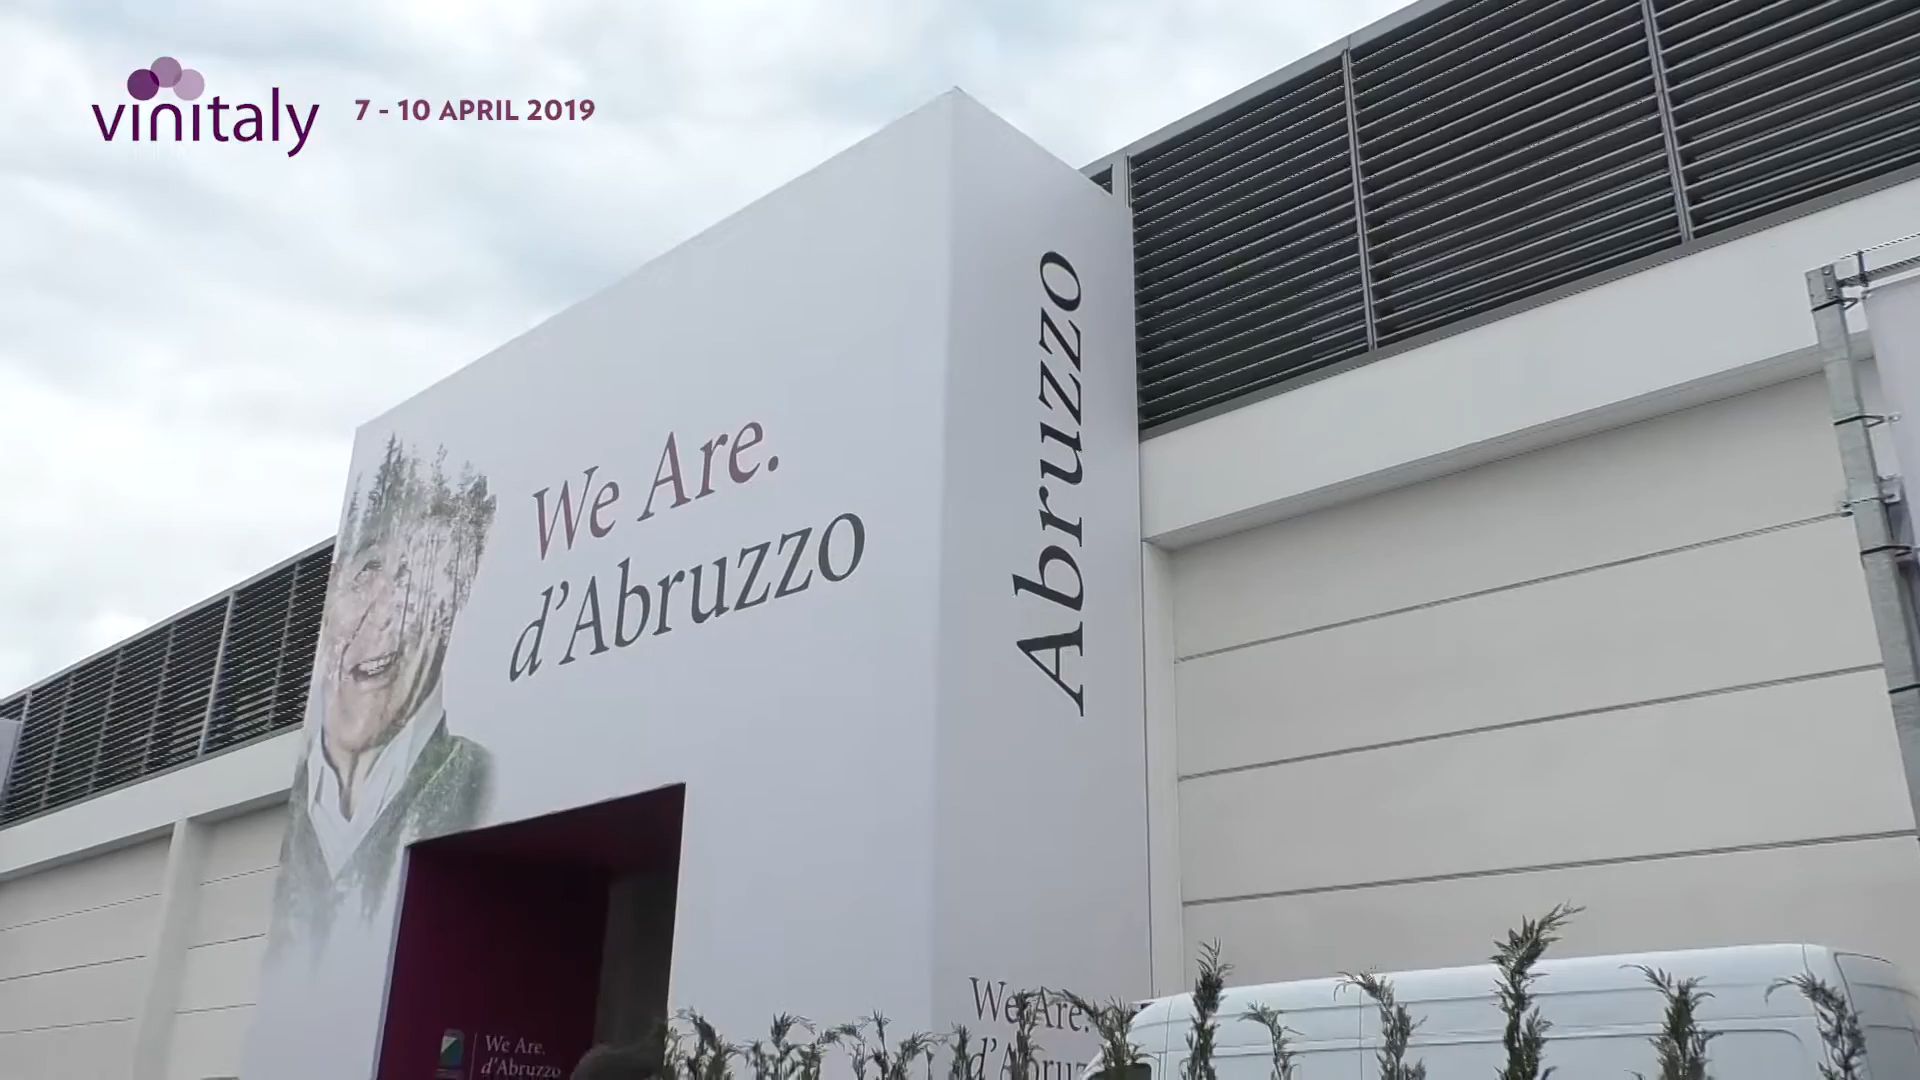 vinitaly
7 - 10 APRIL 2019
We Are.
d'Abruzzo
Abruzzo
We Are.
d'Abruzzo
We Are.